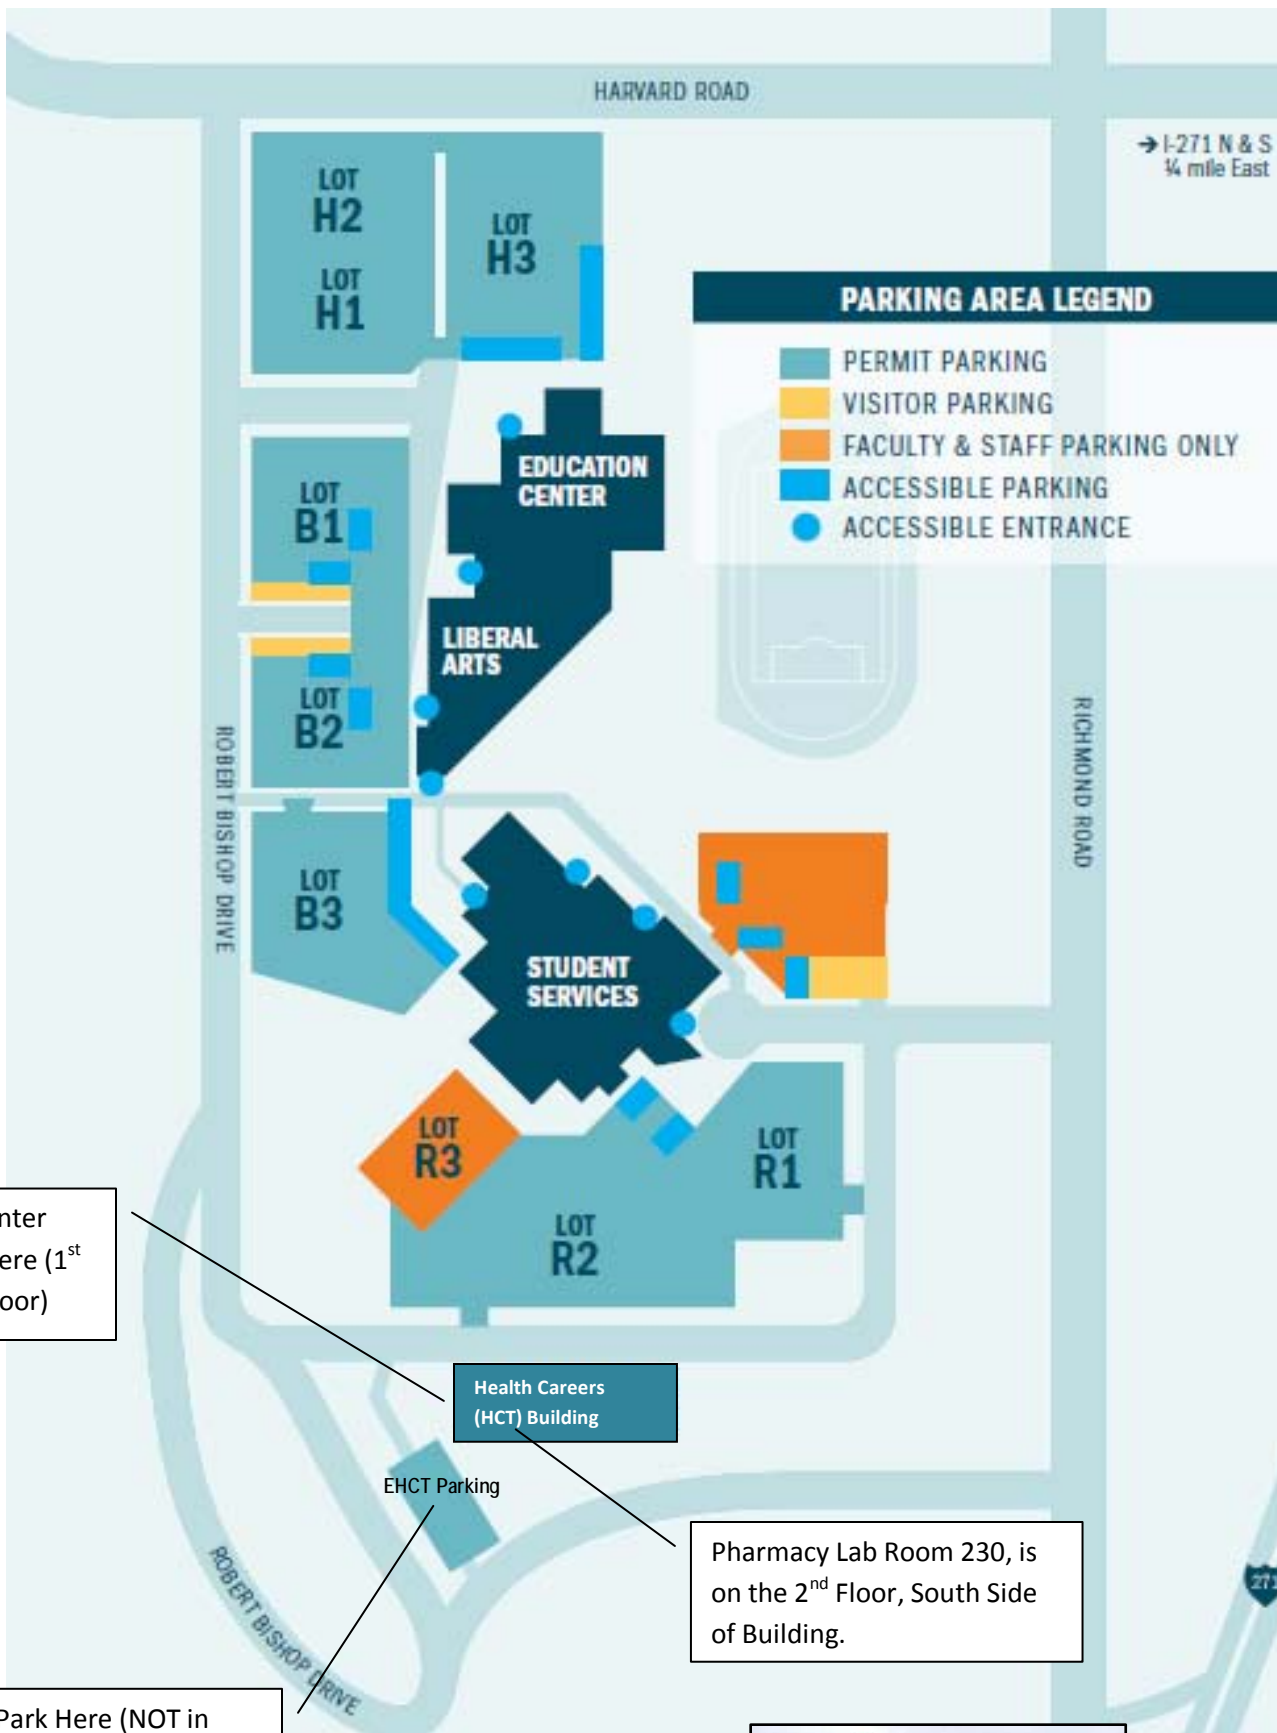 HARVARD ROAD
→ I-271 N & S
¼ mile East
LOT
H2
LOT
H3
LOT
H1
PARKING AREA LEGEND
PERMIT PARKING
VISITOR PARKING
FACULTY & STAFF PARKING ONLY
ACCESSIBLE PARKING
ACCESSIBLE ENTRANCE
EDUCATION
CENTER
LOT
B1
LIBERAL
ARTS
LOT
B2
ROBERT BISHOP DRIVE
RICHMOND ROAD
LOT
B3
STUDENT
SERVICES
LOT
R3
LOT
R1
LOT
R2
nter
ere (1st
oor)
Health Careers
(HCT) Building
EHCT Parking
Pharmacy Lab Room 230, is
on the 2nd Floor, South Side
of Building.
271
ROBERT BISHOP DRIVE
Park Here (NOT in